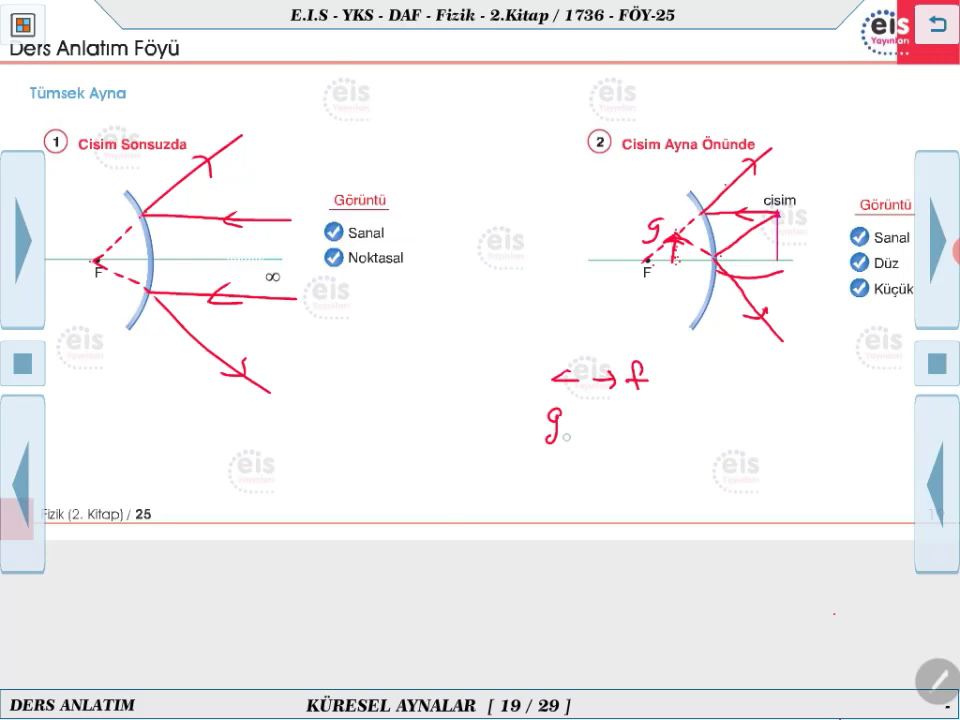 E.I.S - YKS - DAF - Fizik - 2.Kitap / 1736 - FÖY-25
eis
Yayınları
Ders Anlatım Föyü
Tümsek Ayna
1 Cisim Sonsuzda
Görüntü
Sanal
Noktasal
F
∞
2 Cisim Ayna Önünde
cisim
Görüntü
Sanal
Düz
Küçük
g
F
← → f
g
Fizik (2. Kitap) / 25
DERS ANLATIM
KÜRESEL AYNALAR [ 19 / 29 ]
-